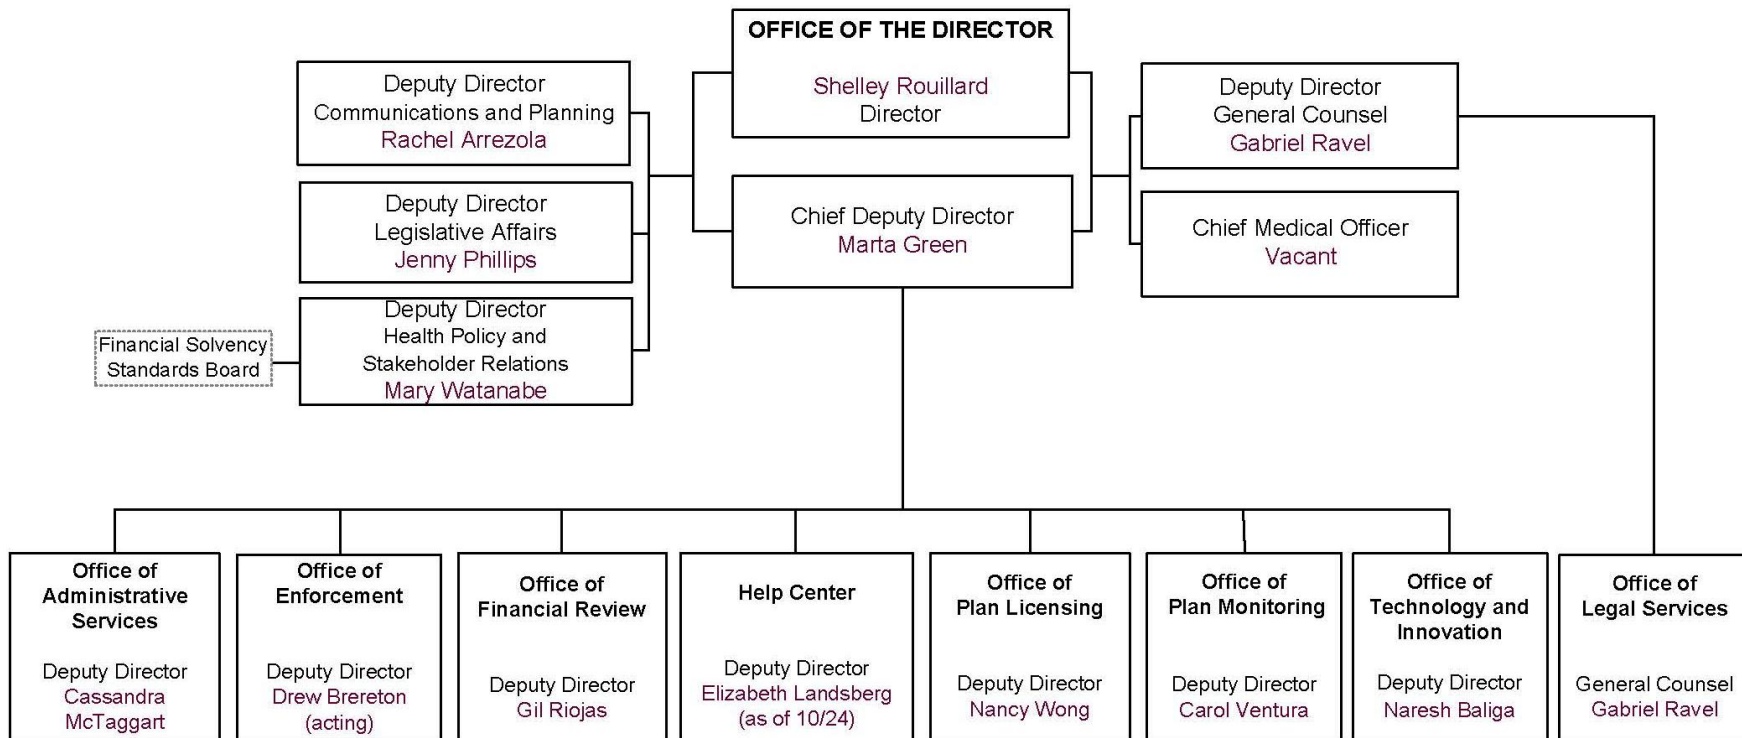 OFFICE OF THE DIRECTOR
Shelley Rouillard
Director
Deputy Director
Communications and Planning
Rachel Arrezola
Deputy Director
General Counsel
Gabriel Ravel
Deputy Director
Legislative Affairs
Jenny Phillips
Chief Deputy Director
Marta Green
Chief Medical Officer
Vacant
Financial Solvency
Standards Board
Deputy Director
Health Policy and
Stakeholder Relations
Mary Watanabe
Office of
Administrative
Services
Deputy Director
Cassandra
McTaggart
Office of
Enforcement
Deputy Director
Drew Brereton
(acting)
Office of
Financial Review
Deputy Director
Gil Riojas
Help Center
Deputy Director
Elizabeth Landsberg
(as of 10/24)
Office of
Plan Licensing
Deputy Director
Nancy Wong
Office of
Plan Monitoring
Deputy Director
Carol Ventura
Office of
Technology and
Innovation
Deputy Director
Naresh Baliga
Office of
Legal Services
General Counsel
Gabriel Ravel